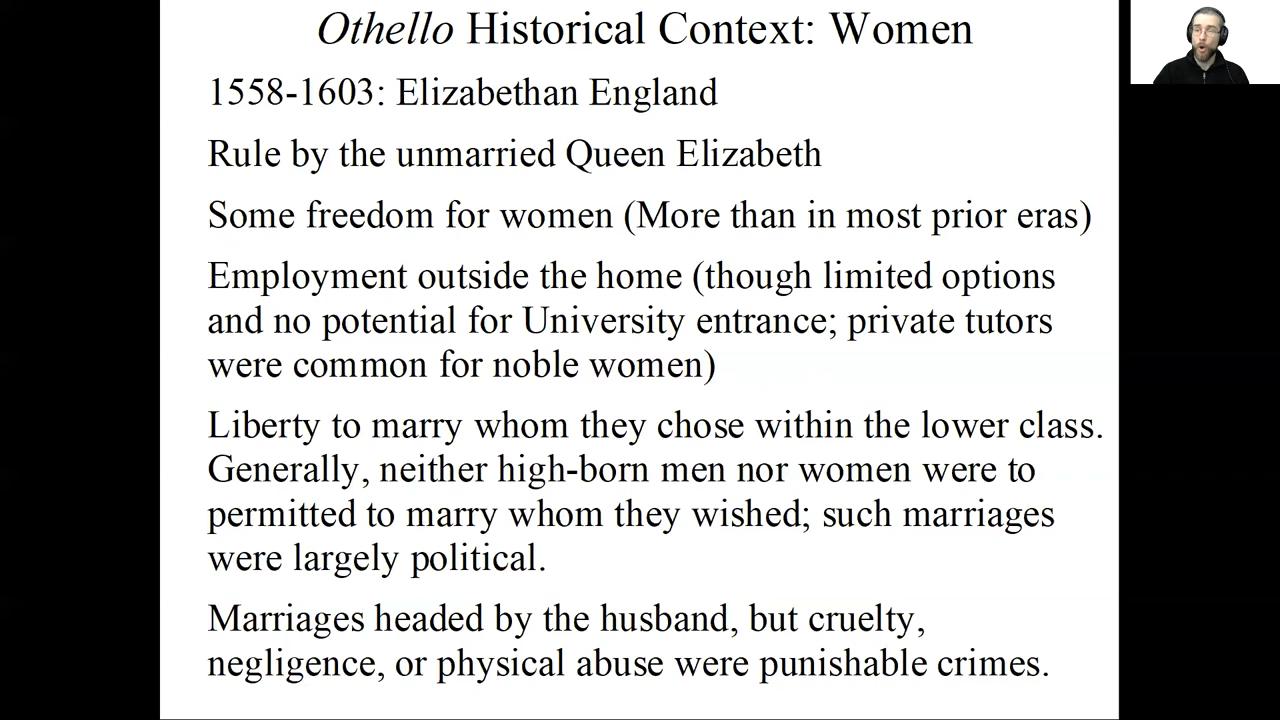 Othello Historical Context: Women
1558-1603: Elizabethan England
Rule by the unmarried Queen Elizabeth
Some freedom for women (More than in most prior eras)
Employment outside the home (though limited options
and no potential for University entrance; private tutors
were common for noble women)
Liberty to marry whom they chose within the lower class.
Generally, neither high-born men nor women were to
permitted to marry whom they wished; such marriages
were largely political.
Marriages headed by the husband, but cruelty,
negligence, or physical abuse were punishable crimes.